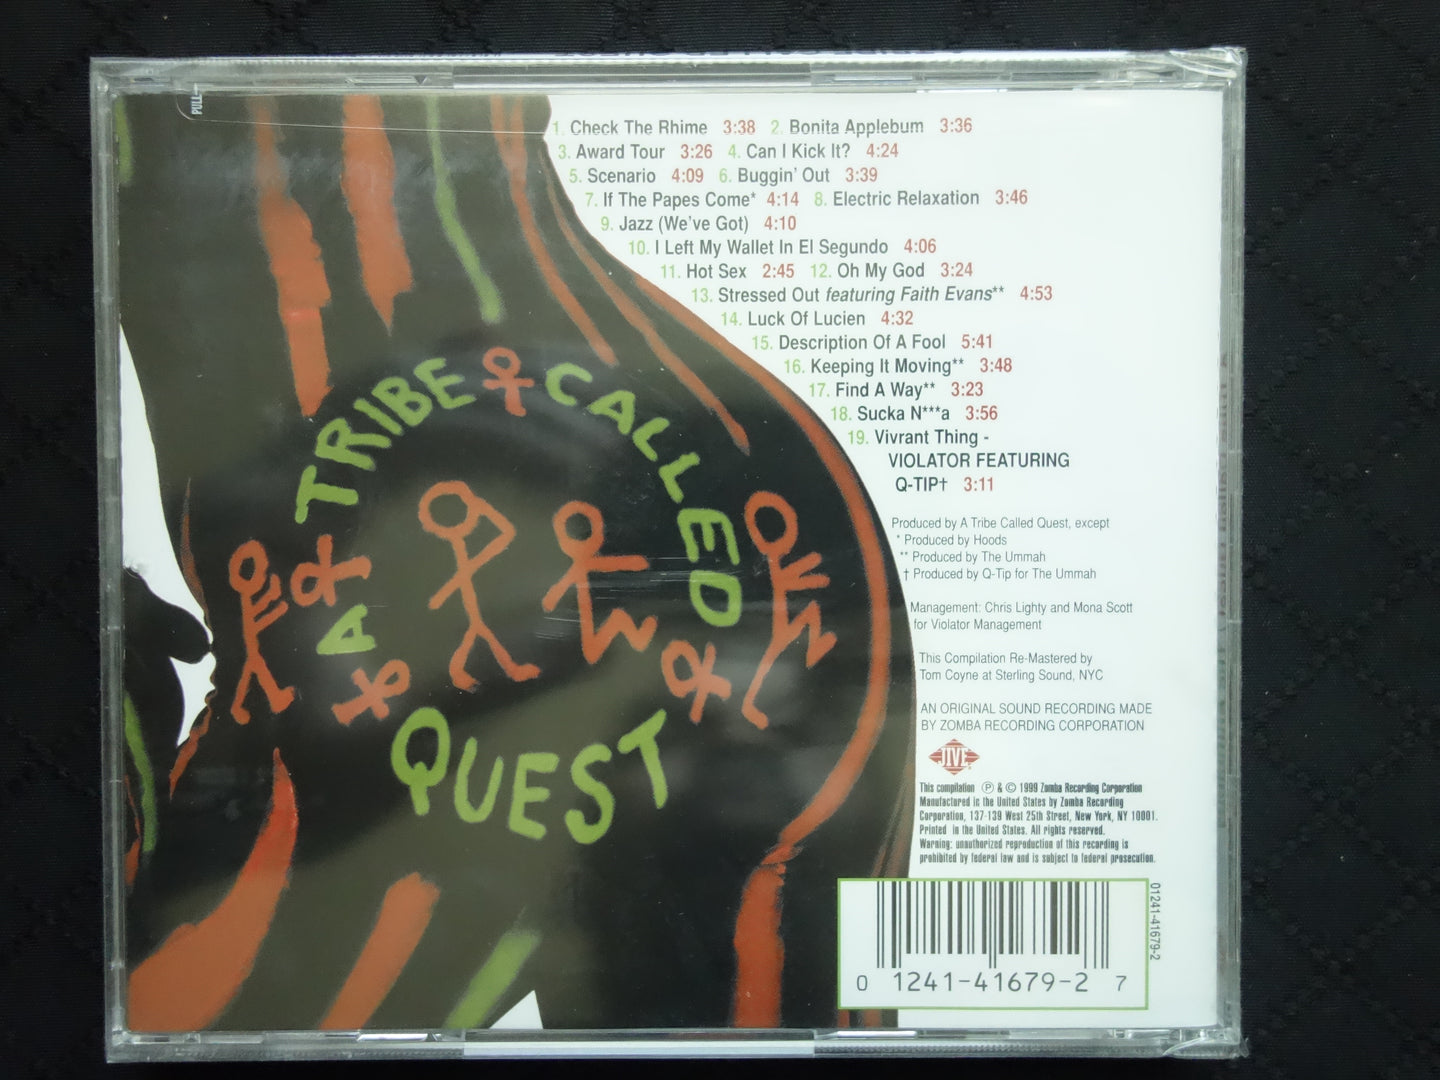 PULL
1. Check The Rhime 3:38 2. Bonita Applebum 3:36
3. Award Tour 3:26 4. Can I Kick It? 4:24
5. Scenario 4:09 6. Buggin' Out 3:39
7. If The Papes Come* 4:14 8. Electric Relaxation 3:46
9. Jazz (We've Got) 4:10
10. I Left My Wallet In El Segundo 4:06
11. Hot Sex 2:45 12. Oh My God 3:24
13. Stressed Out featuring Faith Evans** 4:53
14. Luck Of Lucien 4:32
15. Description Of A Fool 5:41
16. Keeping It Moving** 3:48
17. Find A Way** 3:23
18. Sucka N***a 3:56
19. Vivrant Thing -
VIOLATOR FEATURING
Q-TIP† 3:11
A TRIBE CALLED
QUEST
Produced by A Tribe Called Quest, except
* Produced by Hoods
** Produced by The Ummah
† Produced by Q-Tip for The Ummah
Management: Chris Lighty and Mona Scott
for Violator Management
This Compilation Re-Mastered by
Tom Coyne at Sterling Sound, NYC
AN ORIGINAL SOUND RECORDING MADE
BY ZOMBA RECORDING CORPORATION
JIVE
This compilation ℗ & © 1999 Zomba Recording Corporation
Manufactured in the United States by Zomba Recording
Corporation, 137-139 West 25th Street, New York, NY 10001.
Printed in the United States. All rights reserved.
Warning: unauthorized reproduction of this recording is
prohibited by federal law and is subject to federal prosecution.
01241-41679-2
0 1241-41679-2 7